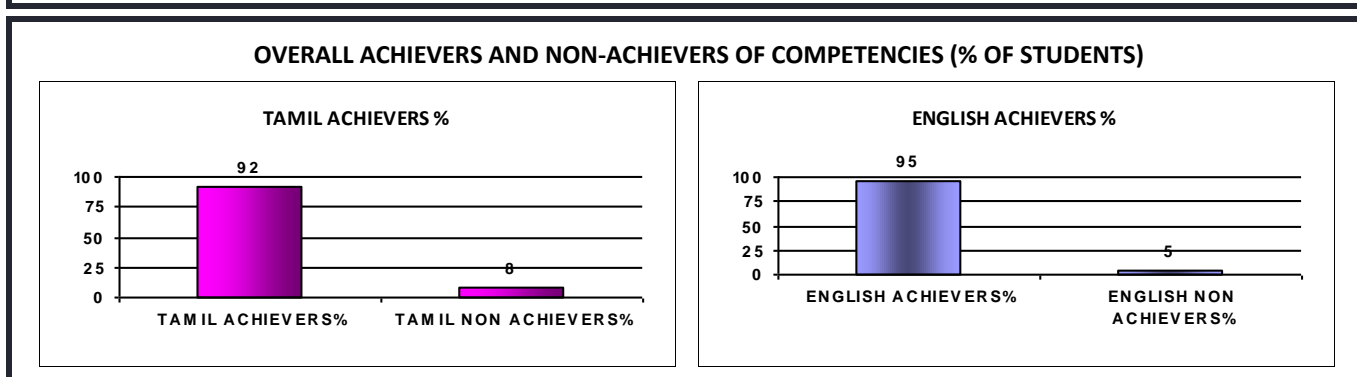 OVERALL ACHIEVERS AND NON-ACHIEVERS OF COMPETENCIES (% OF STUDENTS)
TAMIL ACHIEVERS %
92
100
75
50
25
0
8
TAMIL ACHIEVERS%
TAMIL NON ACHIEVERS%
ENGLISH ACHIEVERS %
95
100
75
50
25
0
5
ENGLISH ACHIEVERS%
ENGLISH NON
ACHIEVERS%